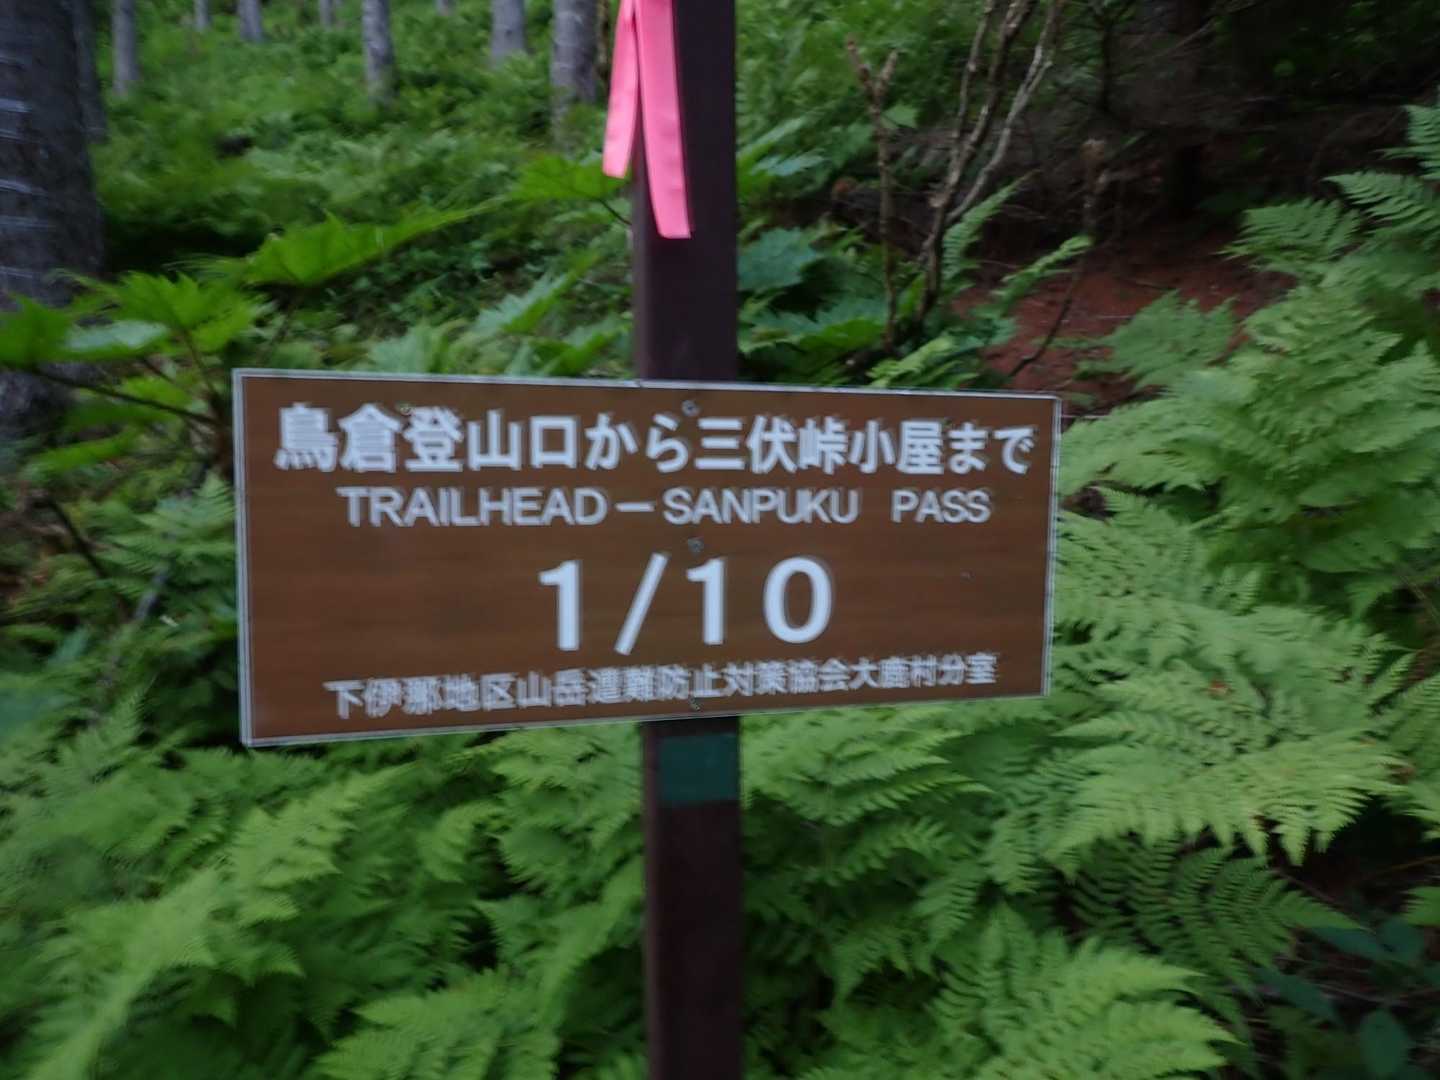 鳥倉登山口から三伏峠小屋まで
TRAILHEAD－SANPUKU PASS
1/10
下伊那地区山岳遭難防止対策協会大鹿村分室